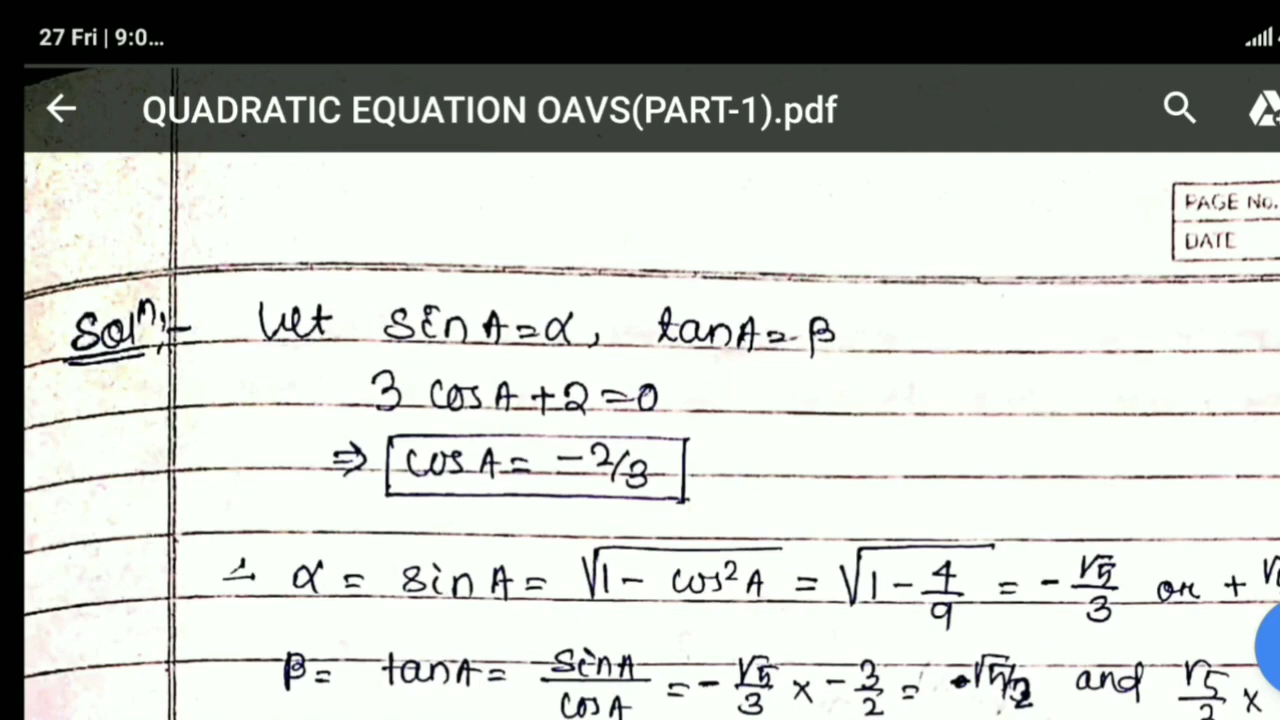 27 Fri | 9:0...
QUADRATIC EQUATION OAVS(PART-1).pdf
PAGE No.
DATE
Solⁿ:- Let sin A = α, tan A = β
3 cos A + 2 = 0
⇒ cos A = -2/3
∴ α = sin A = √(1 - cos² A) = √(1 - 4/9) = - √5/3 or + √
β = tan A = sin A / cos A = - √5/3 × - 3/2 = √5/2 and √5/3 ×